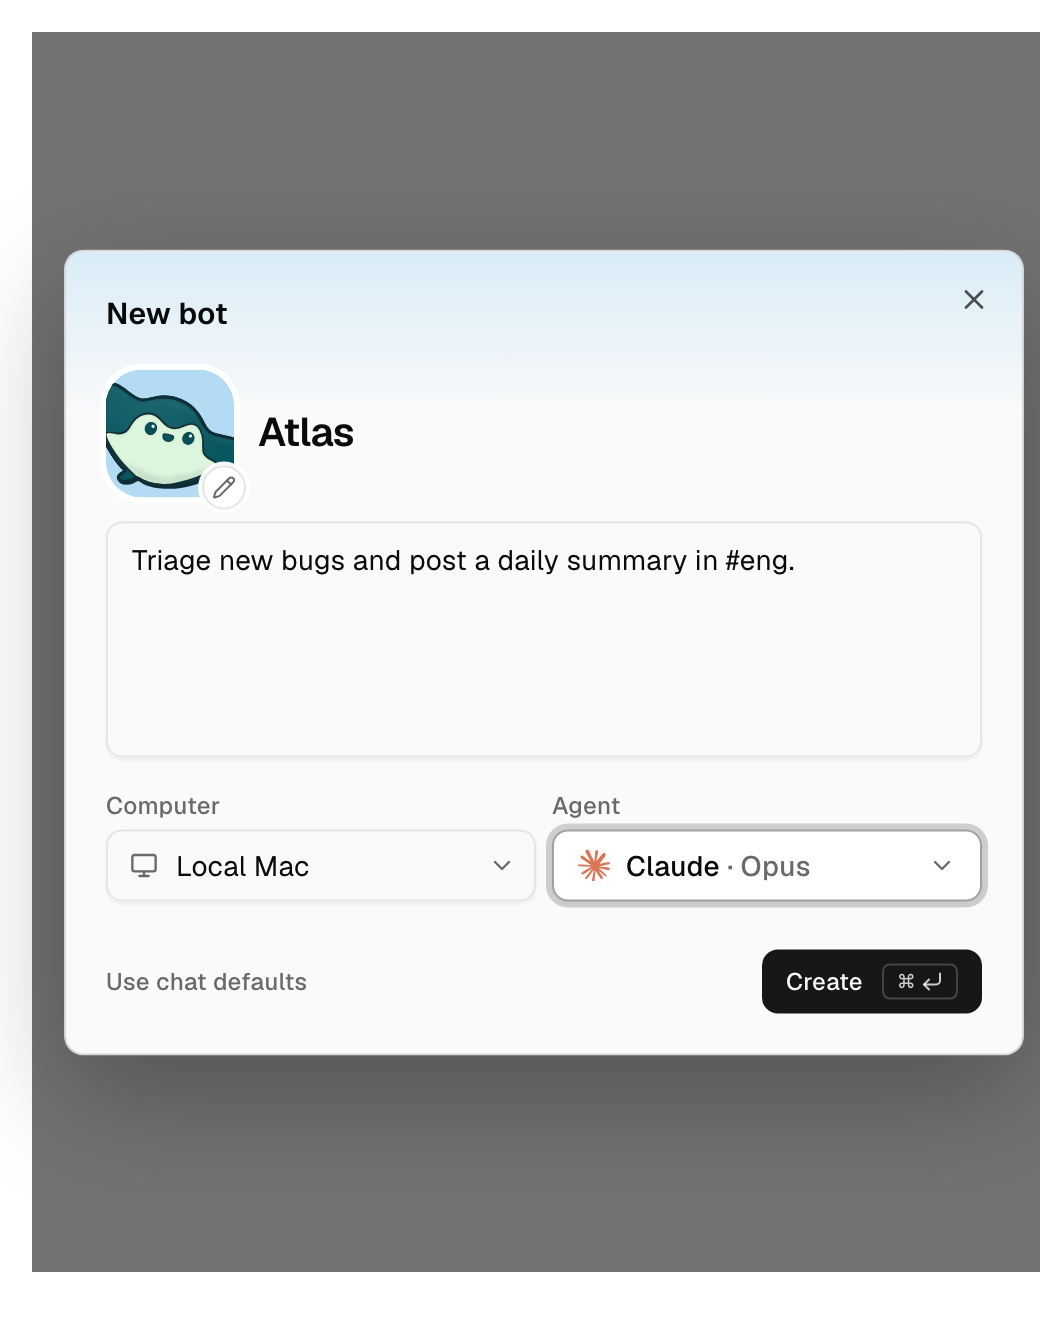 New bot
Atlas
Triage new bugs and post a daily summary in #eng.
Computer
Agent
Local Mac
Claude · Opus
Use chat defaults
Create ⌘ ↵